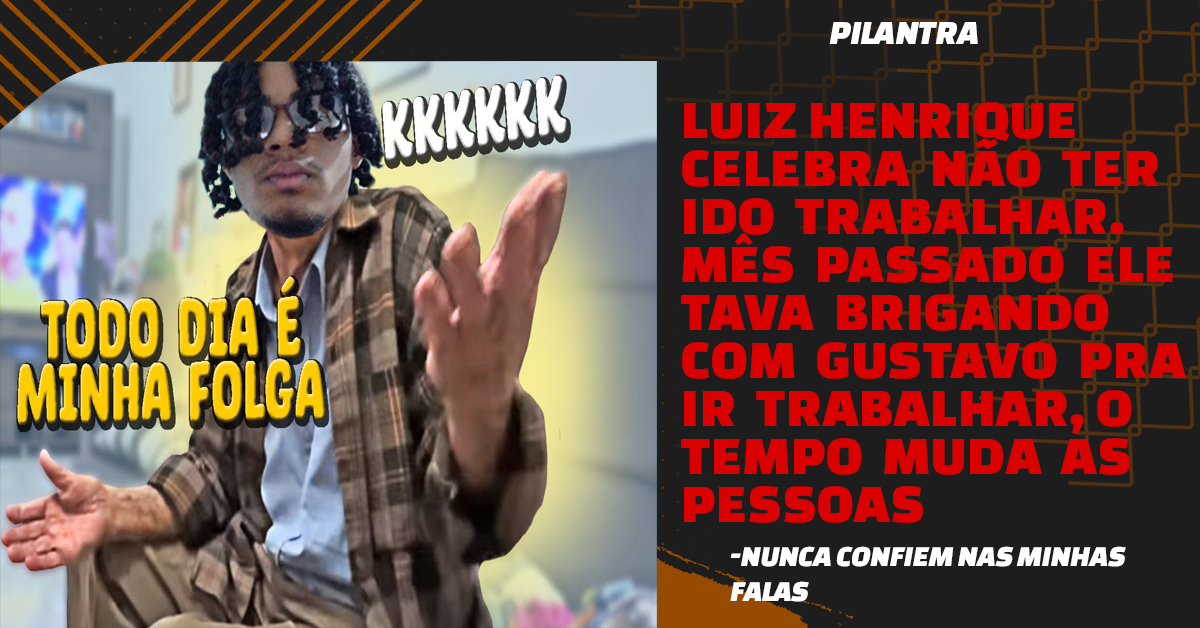 PILANTRA
KKKKKK
TODO DIA É
MINHA FOLGA
LUIZ HENRIQUE
CELEBRA NÃO TER
IDO TRABALHAR.
MÊS PASSADO ELE
TAVA BRIGANDO
COM GUSTAVO PRA
IR TRABALHAR, O
TEMPO MUDA AS
PESSOAS
-NUNCA CONFIEM NAS MINHAS
FALAS